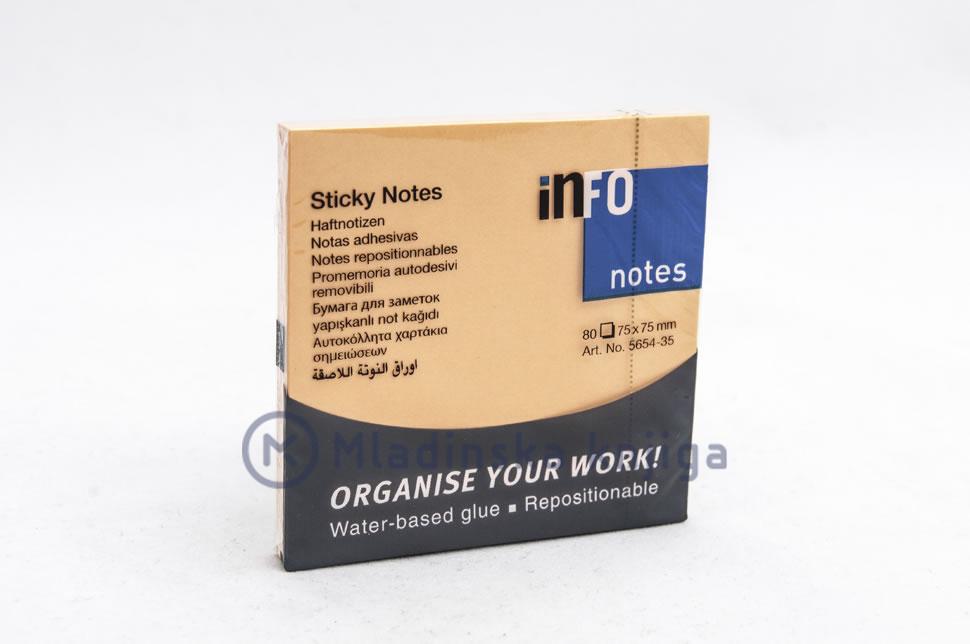 Sticky Notes
Haftnotizen
Notas adhesivas
Notes repositionnables
Promemoria autodesivi
removibili
Бумага для заметок
yapışkanlı not kağıdı
Αυτοκόλλητα χαρτάκια
σημειώσεων
اوراق النوتة اللاصقة
inFO
notes
80 75 x 75 mm
Art. No. 5654-35
Mladinska knjiga
ORGANISE YOUR WORK!
Water-based glue ▪ Repositionable